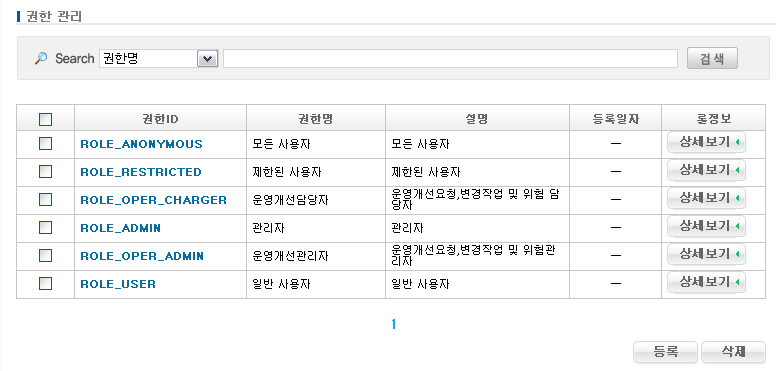 권한 관리
Search 권한명 검색
권한ID 권한명 설명 등록일자 롤정보
ROLE_ANONYMOUS 모든 사용자 모든 사용자 — 상세보기
ROLE_RESTRICTED 제한된 사용자 제한된 사용자 — 상세보기
ROLE_OPER_CHARGER 운영개선담당자 운영개선요청,변경작업 및 위험 담
당자 — 상세보기
ROLE_ADMIN 관리자 관리자 — 상세보기
ROLE_OPER_ADMIN 운영개선관리자 운영개선요청,변경작업 및 위험관
리자 — 상세보기
ROLE_USER 일반 사용자 일반 사용자 — 상세보기
1
등록 삭제